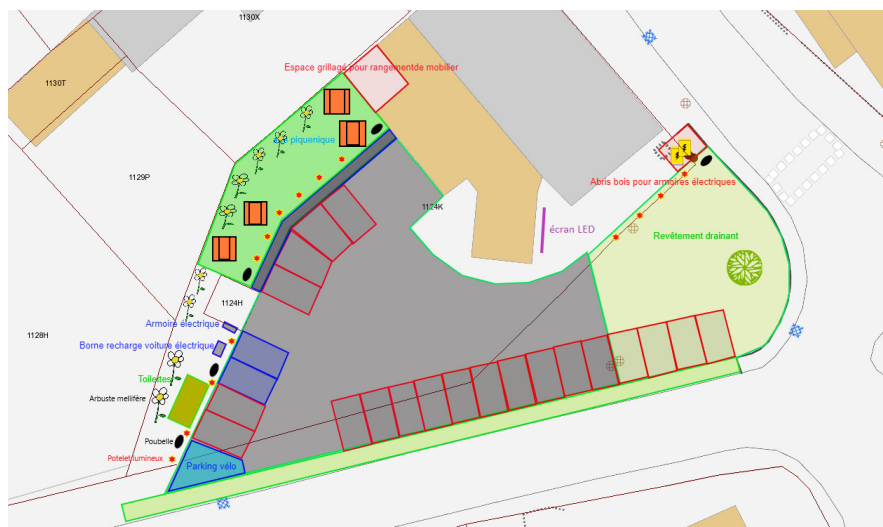 1130X
Espace grillagé pour rangementde mobilier
1130T
piquenique
1129P
Abris bois pour armoires électriques
1124K
écran LED
Revêtement drainant
1124H
Armoire électrique
1128H
Borne recharge voiture électrique
Toilettes
Arbuste mellifère
Poubelle
Potelet lumineux
Parking vélo